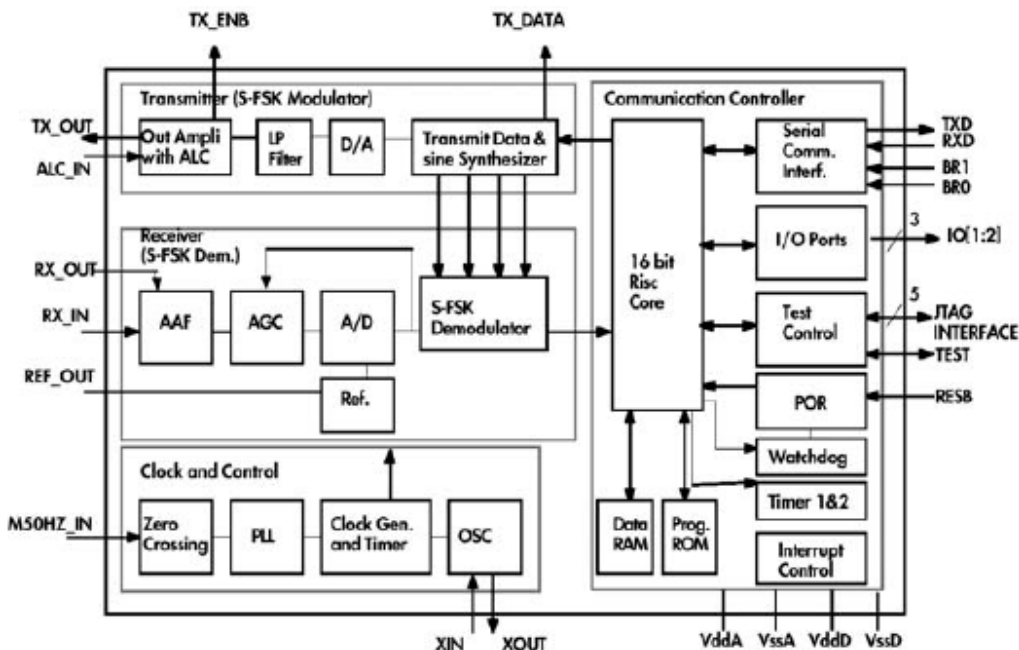 TX_ENB
TX_DATA
Transmitter (S-FSK Modulator)
Communication Controller
TX_OUT
ALC_IN
Out Ampli
with ALC
LP
Filter
D/A
Transmit Data &
sine Synthesizer
Serial
Comm.
Interf.
TXD
RXD
BR1
BR0
Receiver
(S-FSK Dem.)
RX_OUT
RX_IN
REF_OUT
AAF
AGC
A/D
S-FSK
Demodulator
Ref.
16 bit
Risc
Core
I/O Ports
3
IO[1:2]
Test
Control
5
JTAG
INTERFACE
TEST
POR
RESB
Watchdog
Timer 1&2
Interrupt
Control
Data
RAM
Prog.
ROM
Clock and Control
M50HZ_IN
Zero
Crossing
PLL
Clock Gen.
and Timer
OSC
XIN
XOUT
VddA
VssA
VddD
VssD